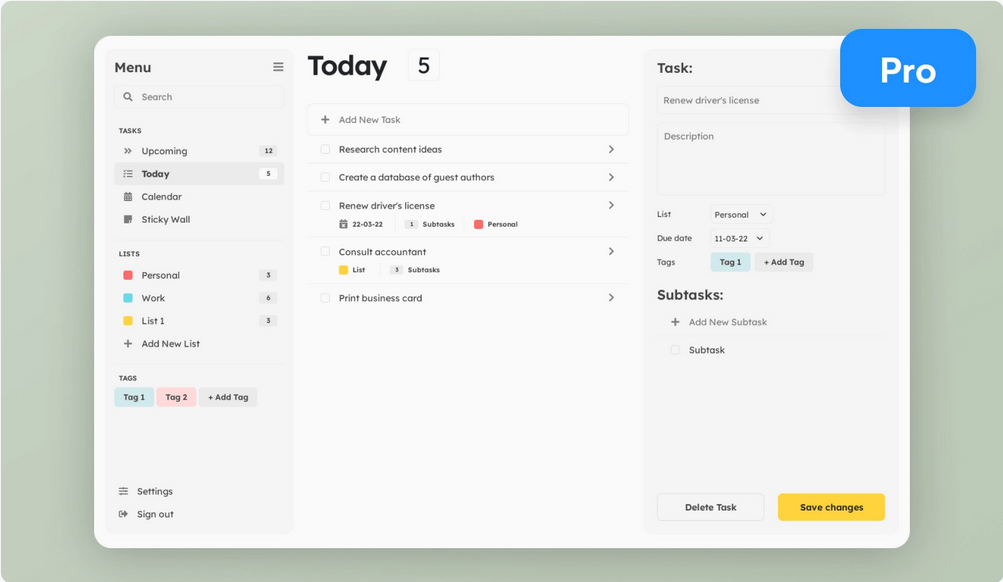 Pro
Menu
Search
TASKS
Upcoming 12
Today 5
Calendar
Sticky Wall
LISTS
Personal 3
Work 6
List 1 3
+ Add New List
TAGS
Tag 1 Tag 2 + Add Tag
Settings
Sign out
Today 5
+ Add New Task
Research content ideas
Create a database of guest authors
Renew driver's license
22-03-22 1 Subtasks Personal
Consult accountant
List 3 Subtasks
Print business card
Task:
Renew driver's license
Description
List Personal
Due date 11-03-22
Tags Tag 1 + Add Tag
Subtasks:
+ Add New Subtask
Subtask
Delete Task Save changes